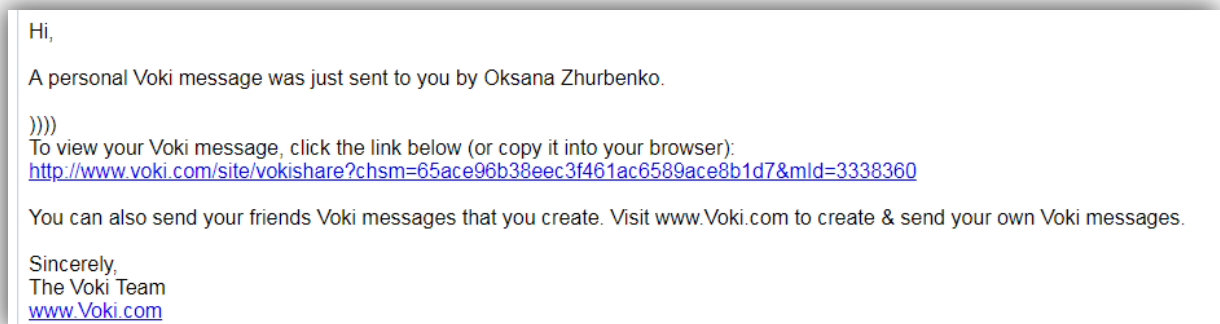 Hi,
A personal Voki message was just sent to you by Oksana Zhurbenko.
))))
To view your Voki message, click the link below (or copy it into your browser):
http://www.voki.com/site/vokishare?chsm=65ace96b38eec3f461ac6589ace8b1d7&mId=3338360
You can also send your friends Voki messages that you create. Visit www.Voki.com to create & send your own Voki messages.
Sincerely,
The Voki Team
www.Voki.com